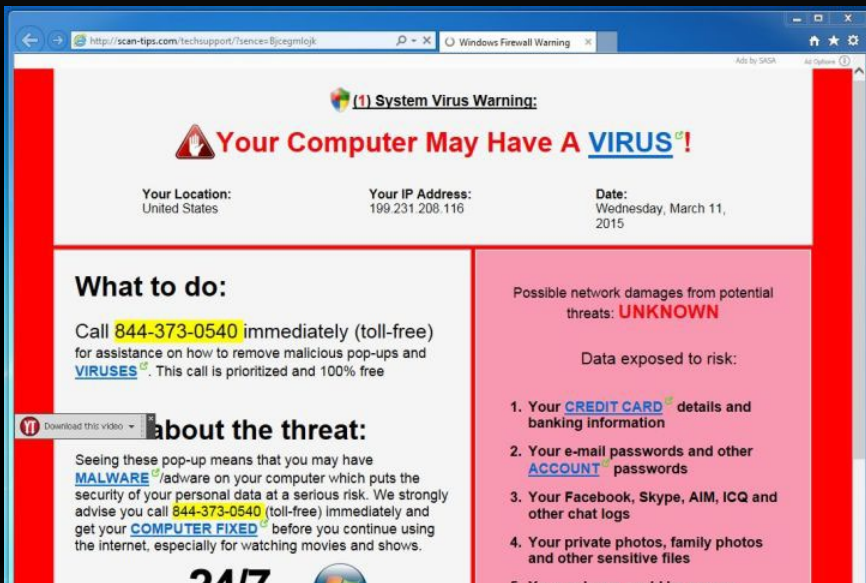 http://scan-tips.com/techsupport/?sence=Bjcegmlojk
Windows Firewall Warning
Ads by SASA
Ad Options
(1) System Virus Warning:
Your Computer May Have A VIRUS!
Your Location:
United States
Your IP Address:
199.231.208.116
Date:
Wednesday, March 11,
2015
What to do:
Call 844-373-0540 immediately (toll-free)
for assistance on how to remove malicious pop-ups and
VIRUSES . This call is prioritized and 100% free
Download this video
about the threat:
Seeing these pop-up means that you may have
MALWARE /adware on your computer which puts the
security of your personal data at a serious risk. We strongly
advise you call 844-373-0540 (toll-free) immediately and
get your COMPUTER FIXED before you continue using
the internet, especially for watching movies and shows.
24/7
Possible network damages from potential
threats: UNKNOWN
Data exposed to risk:
1. Your CREDIT CARD details and
banking information
2. Your e-mail passwords and other
ACCOUNT passwords
3. Your Facebook, Skype, AIM, ICQ and
other chat logs
4. Your private photos, family photos
and other sensitive files